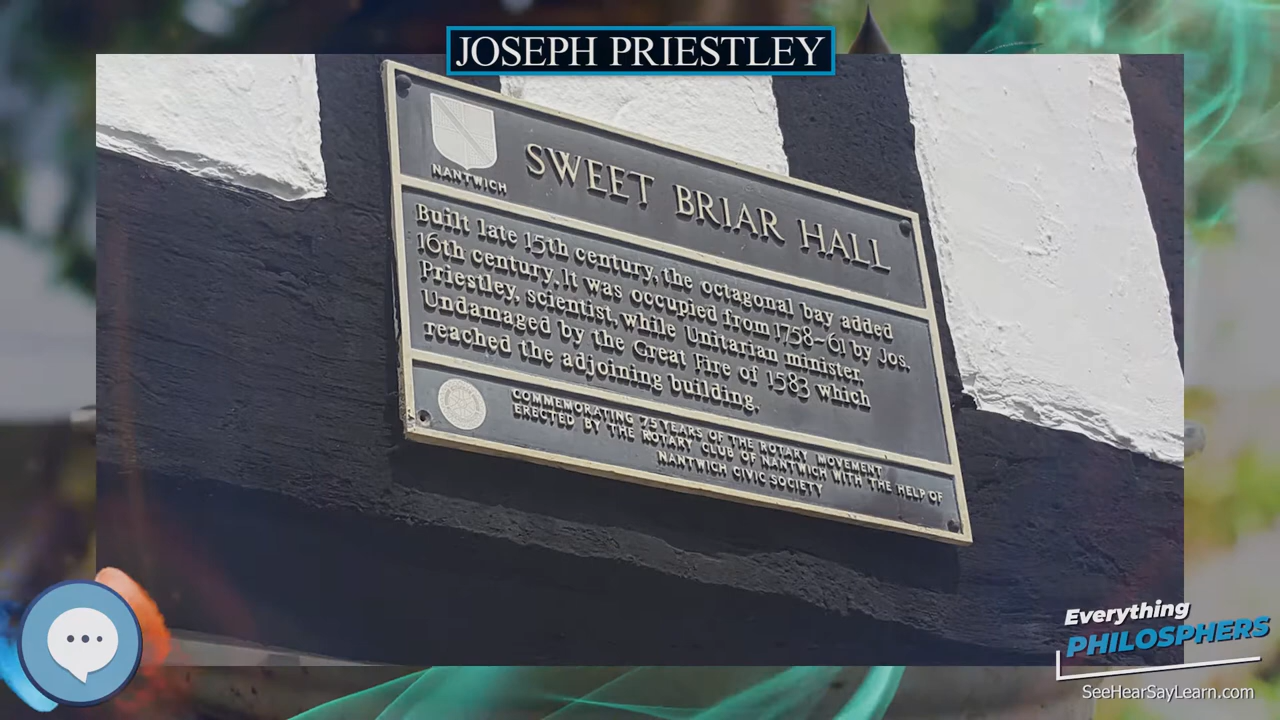 JOSEPH PRIESTLEY
NANTWICH
SWEET BRIAR HALL
Built late 15th century, the octagonal bay added
16th century. It was occupied from 1758-61 by Jos.
Priestley, scientist, while Unitarian minister.
Undamaged by the Great Fire of 1583 which
reached the adjoining building.
COMMEMORATING 75 YEARS OF THE ROTARY MOVEMENT
ERECTED BY THE ROTARY CLUB OF NANTWICH WITH THE HELP OF
NANTWICH CIVIC SOCIETY
Everything
PHILOSPHERS
SeeHearSayLearn.com